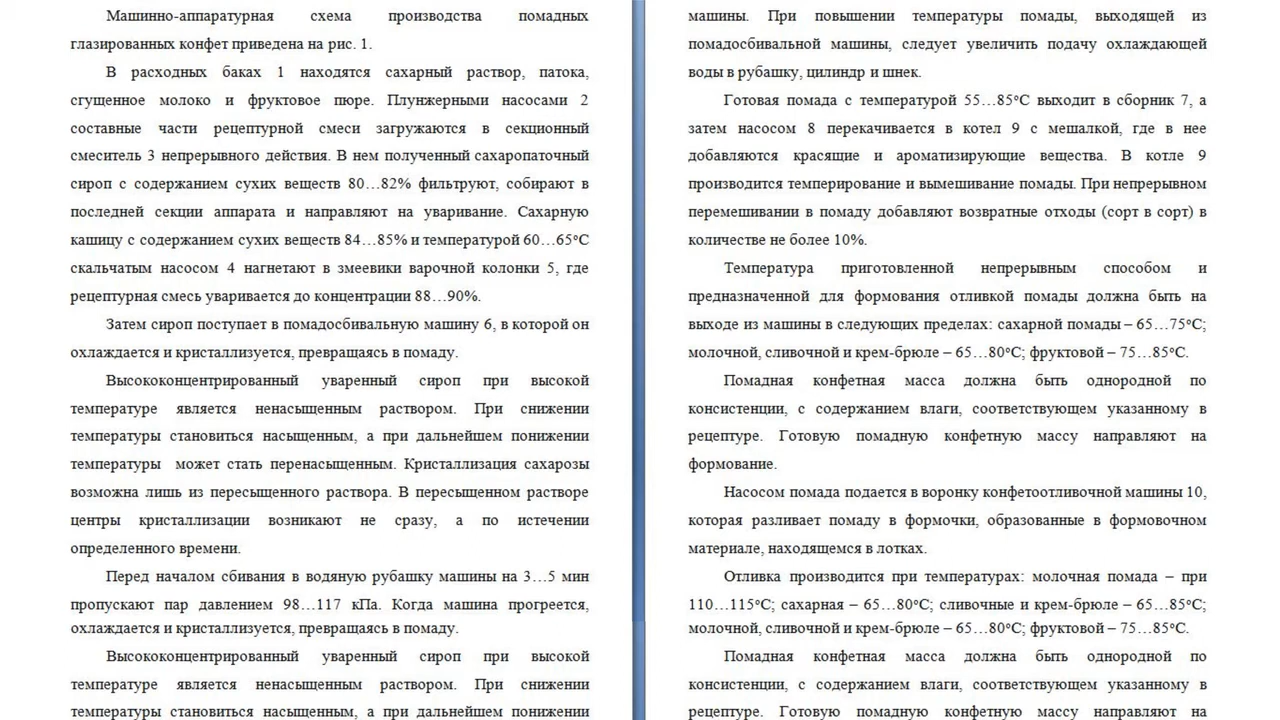 Машинно-аппаратурная схема производства помадных
глазированных конфет приведена на рис. 1.
В расходных баках 1 находятся сахарный раствор, патока,
сгущенное молоко и фруктовое пюре. Плунжерными насосами 2
составные части рецептурной смеси загружаются в секционный
смеситель 3 непрерывного действия. В нем полученный сахаропаточный
сироп с содержанием сухих веществ 80…82% фильтруют, собирают в
последней секции аппарата и направляют на уваривание. Сахарную
кашицу с содержанием сухих веществ 84…85% и температурой 60…65ºС
скальчатым насосом 4 нагнетают в змеевики варочной колонки 5, где
рецептурная смесь уваривается до концентрации 88…90%.
Затем сироп поступает в помадосбивальную машину 6, в которой он
охлаждается и кристаллизуется, превращаясь в помаду.
Высококонцентрированный уваренный сироп при высокой
температуре является ненасыщенным раствором. При снижении
температуры становиться насыщенным, а при дальнейшем понижении
температуры может стать перенасыщенным. Кристаллизация сахарозы
возможна лишь из пересыщенного раствора. В пересыщенном растворе
центры кристаллизации возникают не сразу, а по истечении
определенного времени.
Перед началом сбивания в водяную рубашку машины на 3…5 мин
пропускают пар давлением 98…117 кПа. Когда машина прогреется,
охлаждается и кристаллизуется, превращаясь в помаду.
Высококонцентрированный уваренный сироп при высокой
температуре является ненасыщенным раствором. При снижении
температуры становиться насыщенным, а при дальнейшем понижении
машины. При повышении температуры помады, выходящей из
помадосбивальной машины, следует увеличить подачу охлаждающей
воды в рубашку, цилиндр и шнек.
Готовая помада с температурой 55…85ºС выходит в сборник 7, а
затем насосом 8 перекачивается в котел 9 с мешалкой, где в нее
добавляются красящие и ароматизирующие вещества. В котле 9
производится темперирование и вымешивание помады. При непрерывном
перемешивании в помаду добавляют возвратные отходы (сорт в сорт) в
количестве не более 10%.
Температура приготовленной непрерывным способом и
предназначенной для формования отливкой помады должна быть на
выходе из машины в следующих пределах: сахарной помады – 65…75ºС;
молочной, сливочной и крем-брюле – 65…80ºС; фруктовой – 75…85ºС.
Помадная конфетная масса должна быть однородной по
консистенции, с содержанием влаги, соответствующем указанному в
рецептуре. Готовую помадную конфетную массу направляют на
формование.
Насосом помада подается в воронку конфетоотливочной машины 10,
которая разливает помаду в формочки, образованные в формовочном
материале, находящемся в лотках.
Отливка производится при температурах: молочная помада – при
110…115ºС; сахарная – 65…80ºС; сливочные и крем-брюле – 65…85ºС;
молочной, сливочной и крем-брюле – 65…80ºС; фруктовой – 75…85ºС.
Помадная конфетная масса должна быть однородной по
консистенции, с содержанием влаги, соответствующем указанному в
рецептуре. Готовую помадную конфетную массу направляют на